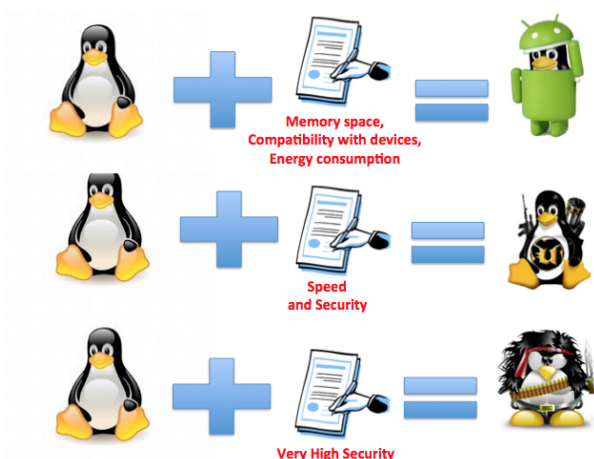 Memory space,
Compatibility with devices,
Energy consumption
Speed
and Security
Very High Security